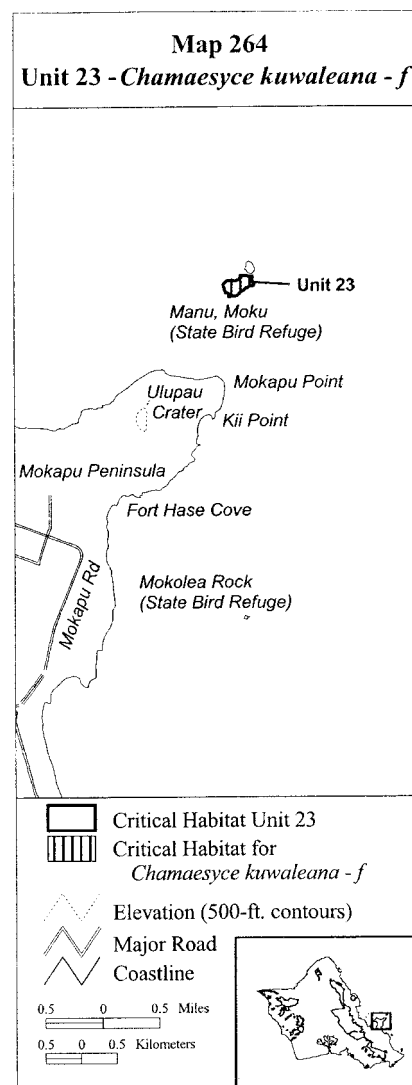 Map 264
Unit 23 - Chamaesyce kuwaleana - f
Unit 23
Manu, Moku
(State Bird Refuge)
Mokapu Point
Ulupau
Crater
Kii Point
Mokapu Peninsula
Fort Hase Cove
Mokapu Rd
Mokolea Rock
(State Bird Refuge)
Critical Habitat Unit 23
Critical Habitat for
Chamaesyce kuwaleana - f
Elevation (500-ft. contours)
Major Road
Coastline
0.5 0 0.5 Miles
0.5 0 0.5 Kilometers